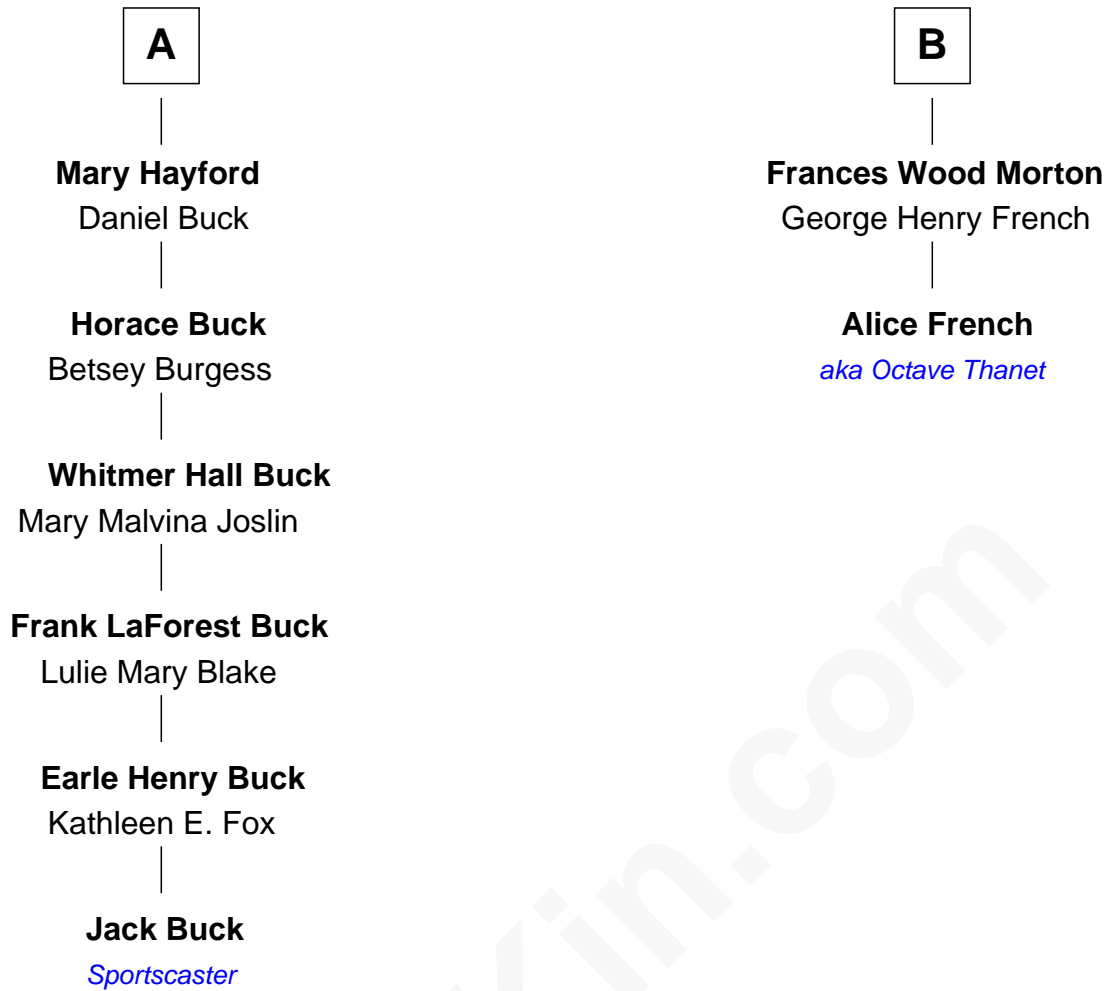 A
Mary Hayford
Daniel Buck
Horace Buck
Betsey Burgess
Whitmer Hall Buck
Mary Malvina Joslin
Frank LaForest Buck
Lulie Mary Blake
Earle Henry Buck
Kathleen E. Fox
Jack Buck
Sportscaster
B
Frances Wood Morton
George Henry French
Alice French
aka Octave Thanet
Kin.com